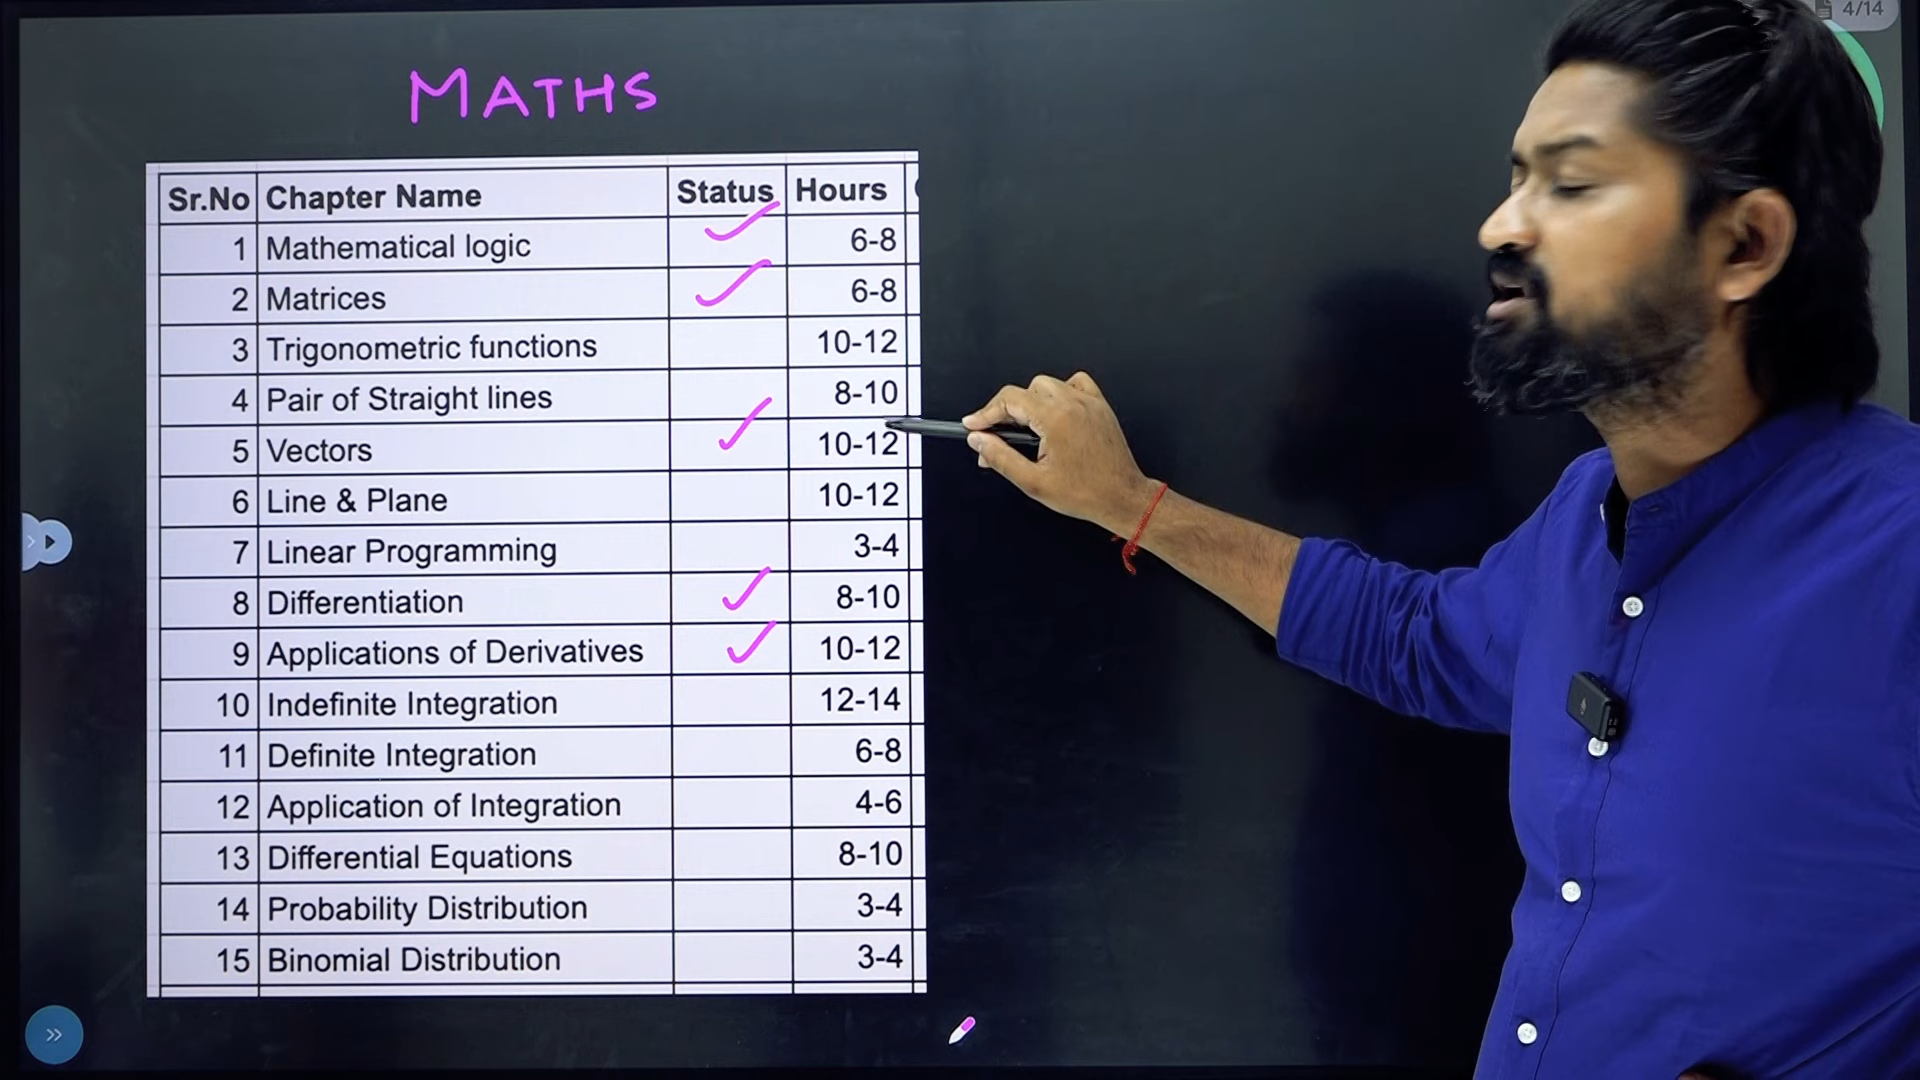 4/14
MATHS
Sr.No Chapter Name Status Hours
1 Mathematical logic 6-8
2 Matrices 6-8
3 Trigonometric functions 10-12
4 Pair of Straight lines 8-10
5 Vectors 10-12
6 Line & Plane 10-12
7 Linear Programming 3-4
8 Differentiation 8-10
9 Applications of Derivatives 10-12
10 Indefinite Integration 12-14
11 Definite Integration 6-8
12 Application of Integration 4-6
13 Differential Equations 8-10
14 Probability Distribution 3-4
15 Binomial Distribution 3-4